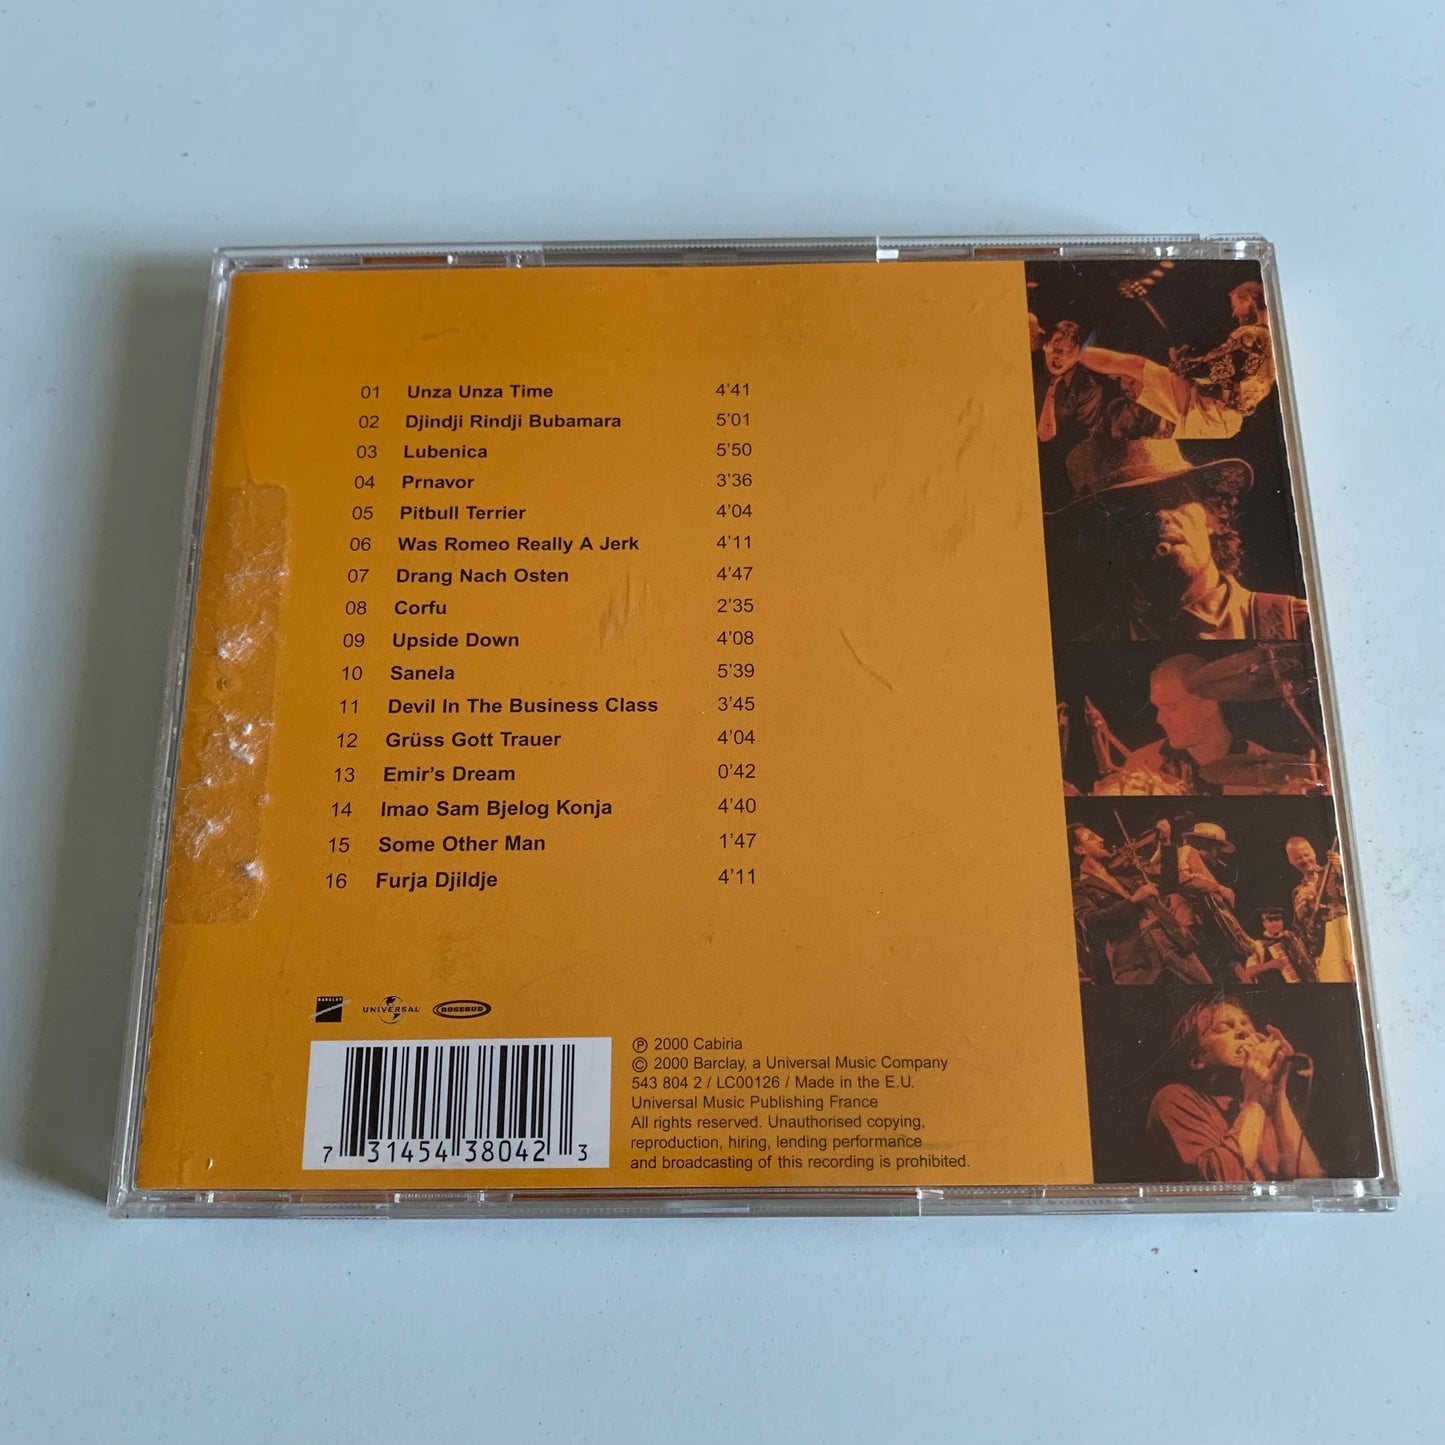 01 Unza Unza Time 4'41
02 Djindji Rindji Bubamara 5'01
03 Lubenica 5'50
04 Prnavor 3'36
05 Pitbull Terrier 4'04
06 Was Romeo Really A Jerk 4'11
07 Drang Nach Osten 4'47
08 Corfu 2'35
09 Upside Down 4'08
10 Sanela 5'39
11 Devil In The Business Class 3'45
12 Grüss Gott Trauer 4'04
13 Emir's Dream 0'42
14 Imao Sam Bjelog Konja 4'40
15 Some Other Man 1'47
16 Furja Djildje 4'11
BARCLAY UNIVERSAL ROSEBUD
℗ 2000 Cabiria
© 2000 Barclay, a Universal Music Company
543 804 2 / LC00126 / Made in the E.U.
Universal Music Publishing France
All rights reserved. Unauthorised copying,
reproduction, hiring, lending performance
and broadcasting of this recording is prohibited.
7 31454 38042 3